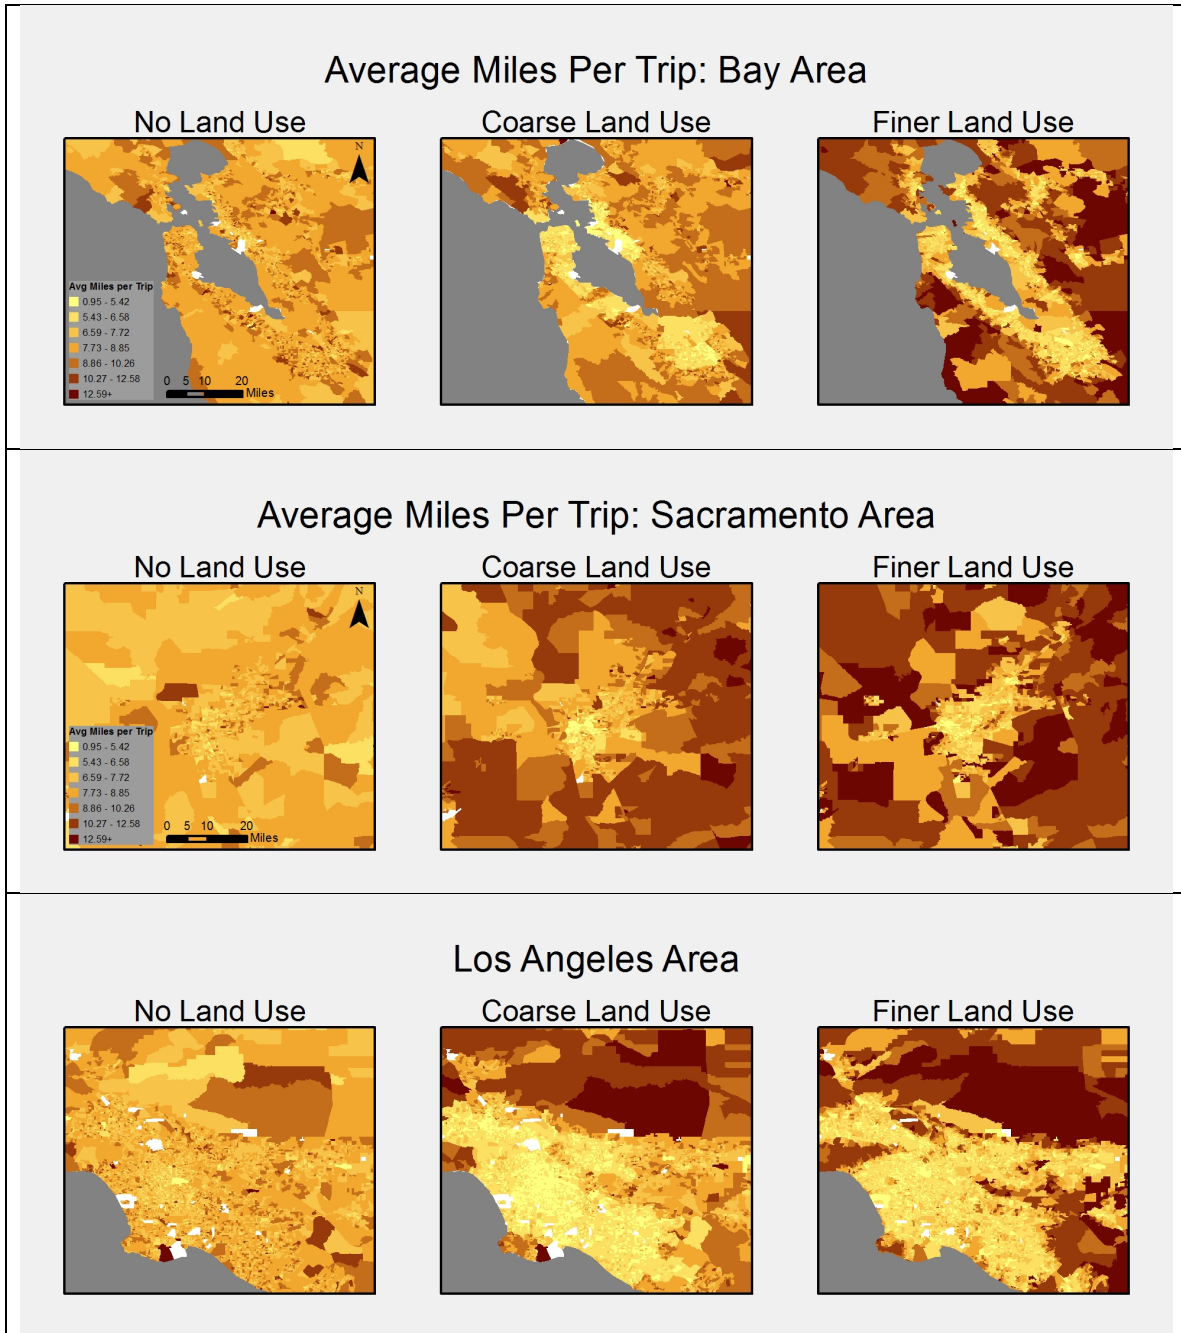 Average Miles Per Trip: Bay Area
No Land Use
Coarse Land Use
Finer Land Use
N
Avg Miles per Trip
0.95 - 5.42
5.43 - 6.58
6.59 - 7.72
7.73 - 8.85
8.86 - 10.26
10.27 - 12.58
12.59+
0 5 10 20
Miles
Average Miles Per Trip: Sacramento Area
No Land Use
Coarse Land Use
Finer Land Use
N
Avg Miles per Trip
0.95 - 5.42
5.43 - 6.58
6.59 - 7.72
7.73 - 8.85
8.86 - 10.26
10.27 - 12.58
12.59+
0 5 10 20
Miles
Los Angeles Area
No Land Use
Coarse Land Use
Finer Land Use